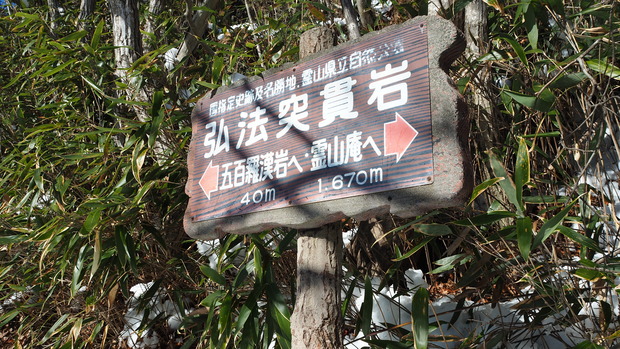 国指定史跡及名勝地、霊山県立自然公園
弘法突貫岩
五百羅漢岩へ・霊山庵へ
40m 1.670m